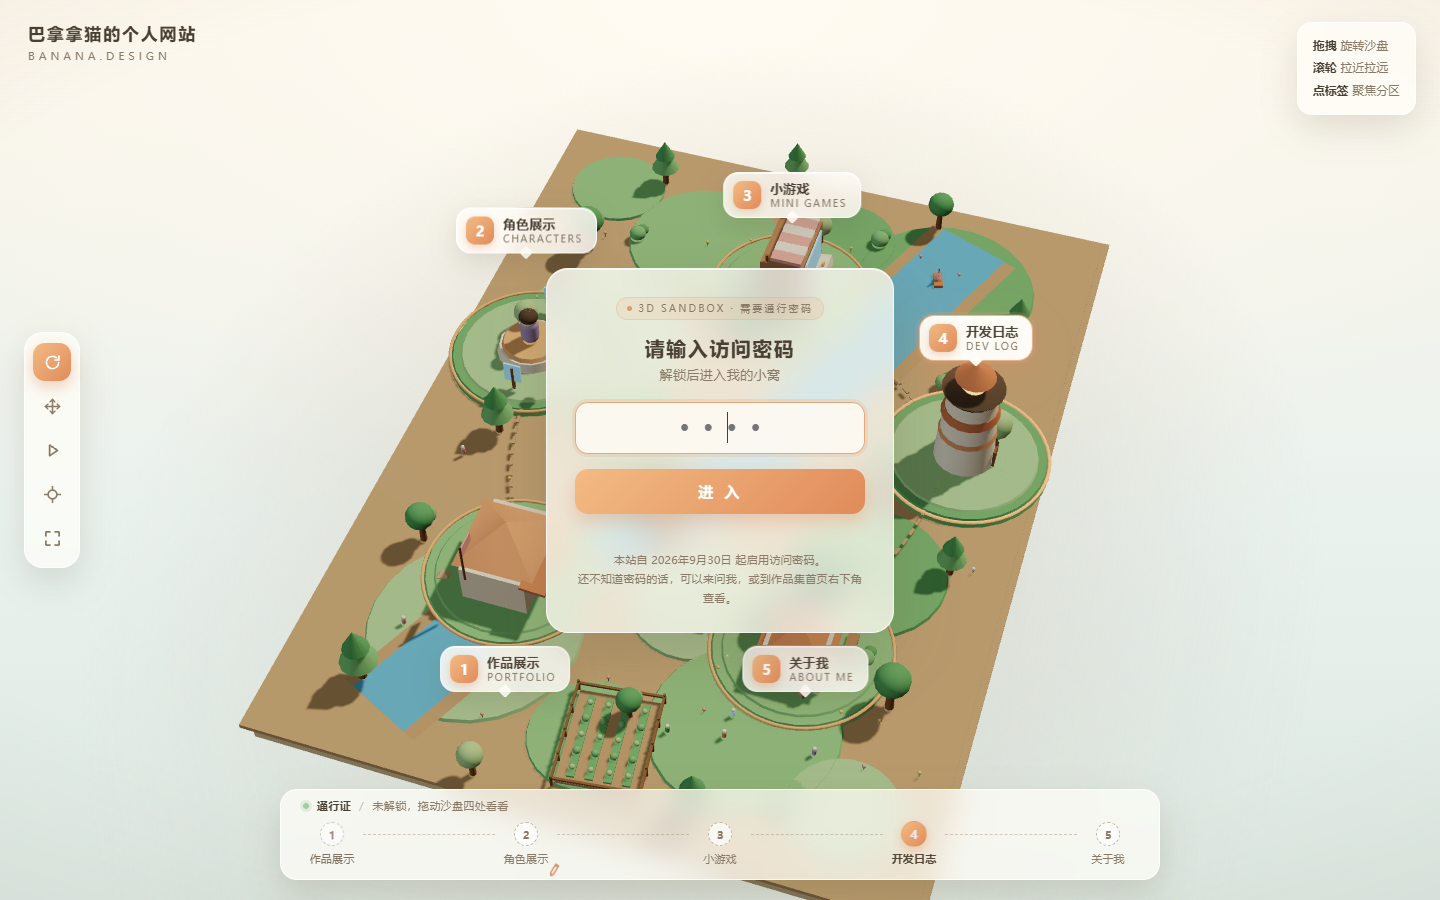 巴拿拿猫的个人网站
BANANA.DESIGN
拖拽 旋转沙盘
滚轮 拉近拉远
点标签 聚焦分区
3
小游戏
MINI GAMES
2
角色展示
CHARACTERS
3D SANDBOX · 需要通行密码
请输入访问密码
解锁后进入我的小窝
进 入
本站自 2026年9月30日 起启用访问密码。
还不知道密码的话，可以来问我，或到作品集首页右下角
查看。
4
开发日志
DEV LOG
1
作品展示
PORTFOLIO
5
关于我
ABOUT ME
通行证 / 未解锁，拖动沙盘四处看看
1
2
3
4
5
作品展示
角色展示
小游戏
开发日志
关于我